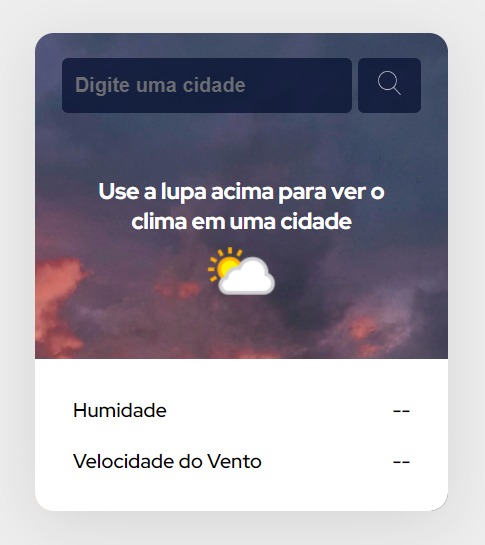 Digite uma cidade
Use a lupa acima para ver o
clima em uma cidade
Humidade --
Velocidade do Vento --